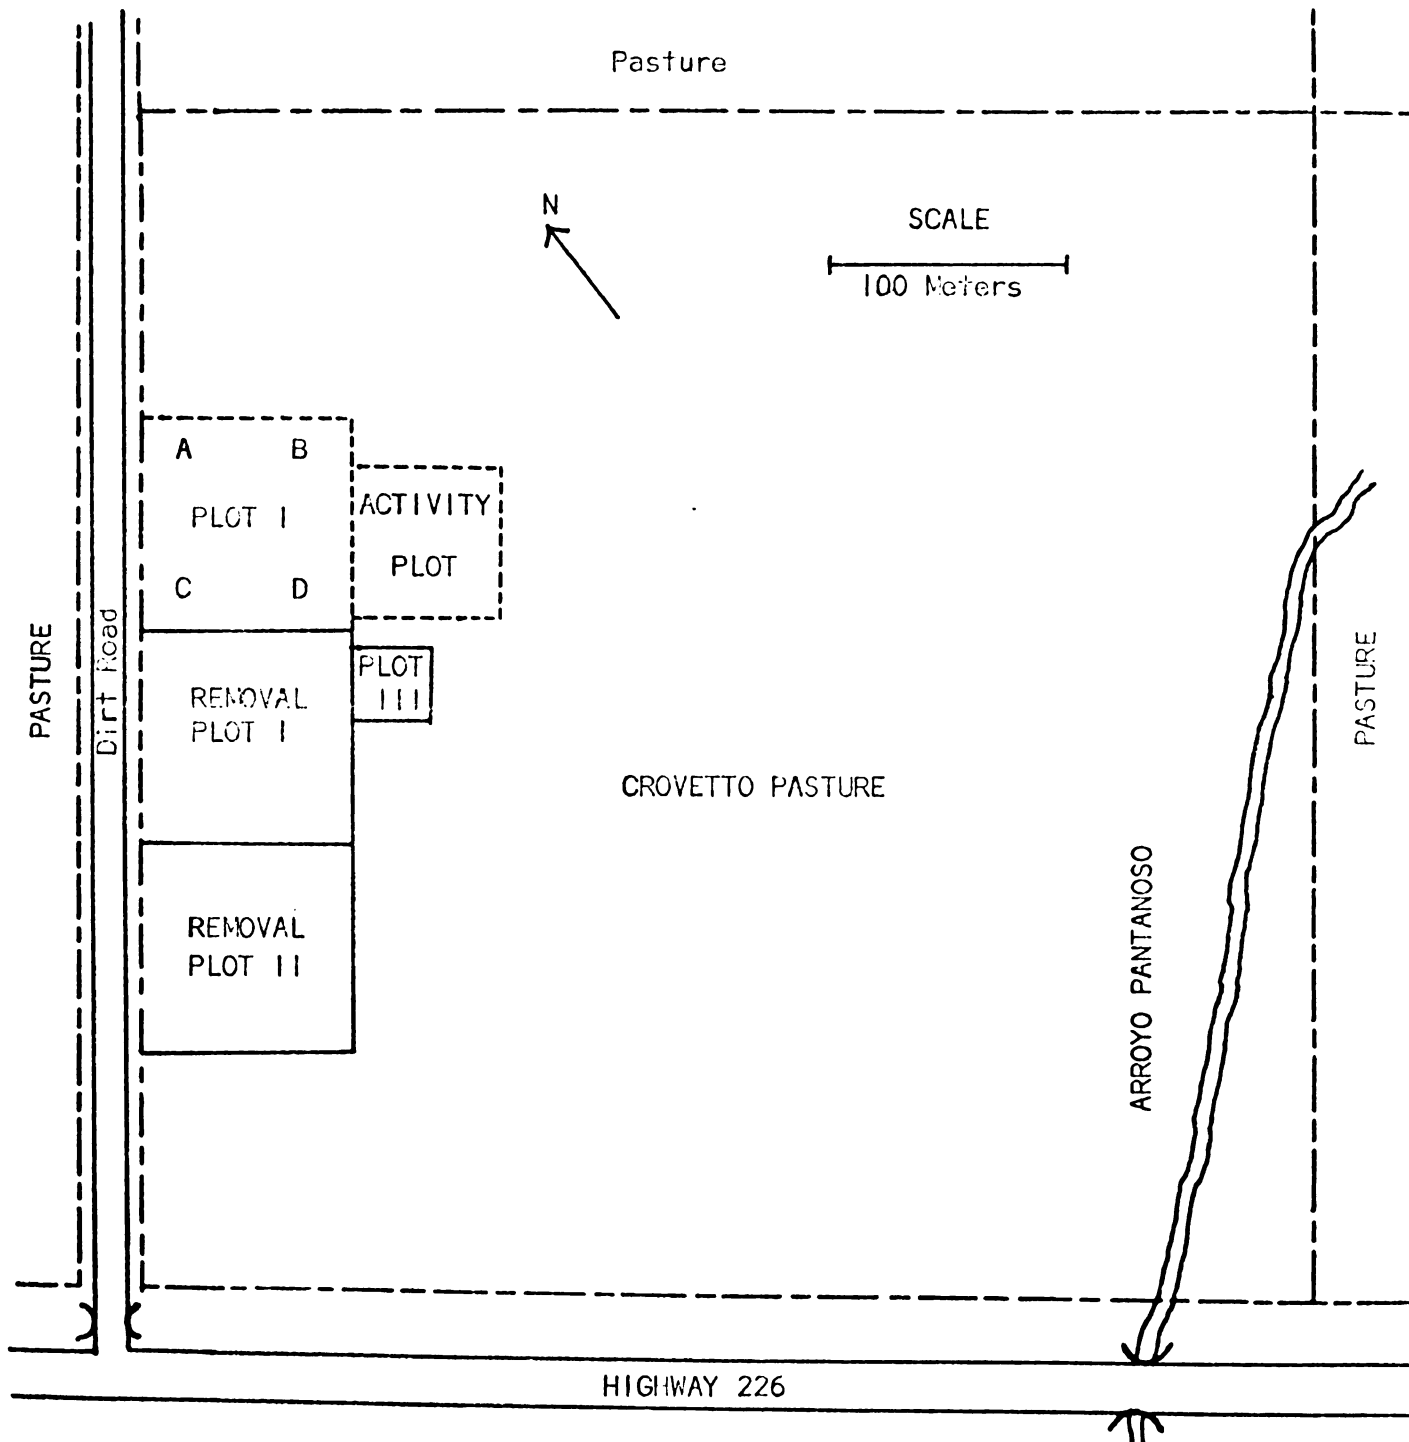 Pasture
N
SCALE
100 Meters
A B
PLOT I
C D
ACTIVITY
PLOT
PASTURE
Dirt Road
REMOVAL
PLOT I
PLOT
III
PASTURE
CROVETTO PASTURE
REMOVAL
PLOT II
ARROYO PANTANOSO
HIGHWAY 226